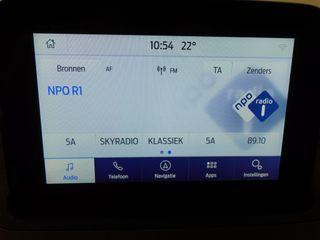 10:54 22°
Bronnen AF FM TA Zenders
NPO R1
npo radio 1
5A SKYRADIO KLASSIEK 5A 89.10
Audio Telefoon Navigatie Apps Instellingen